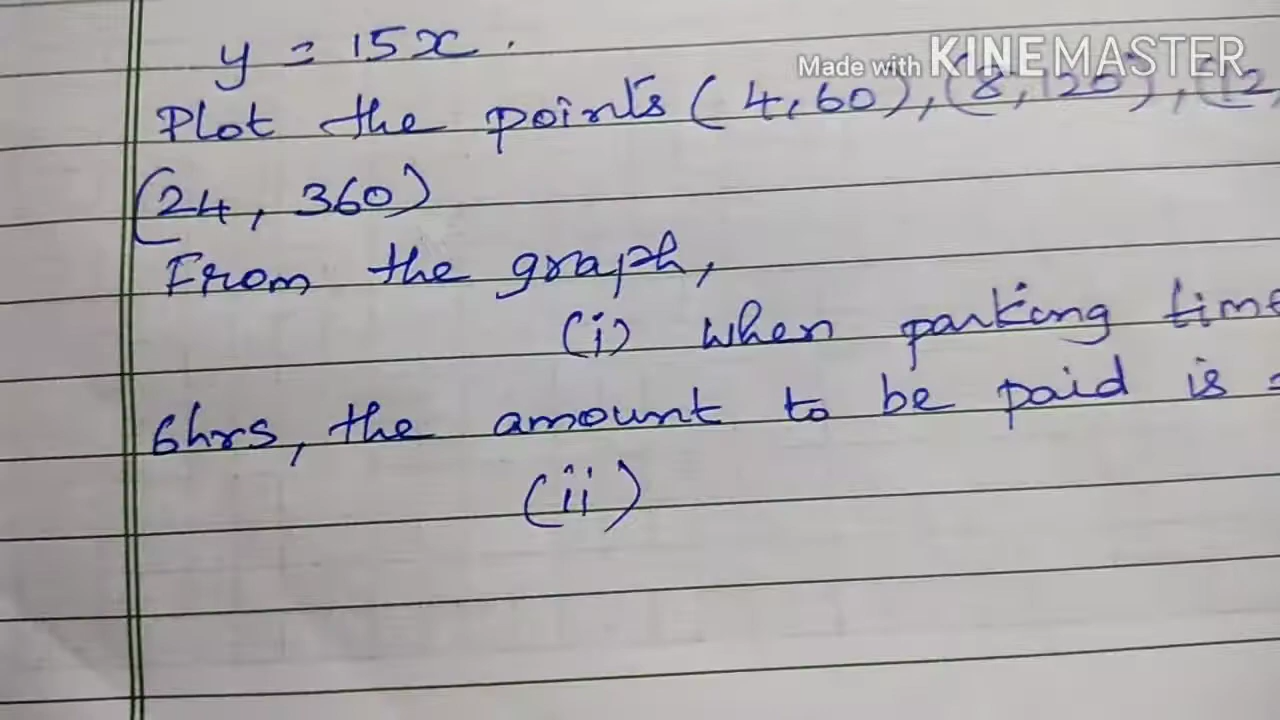 y = 15x.
Made with KINEMASTER
Plot the points (4,60), (8,120), (12,
(24, 360)
From the graph,
(i) when parking time
6hrs, the amount to be paid is =
(ii)